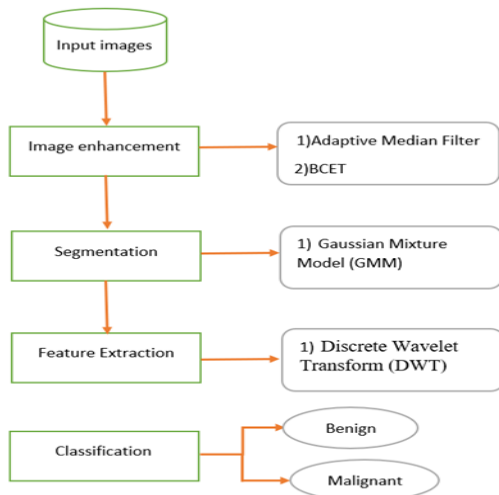 Input images
Image enhancement
1)Adaptive Median Filter
2)BCET
Segmentation
1) Gaussian Mixture
Model (GMM)
Feature Extraction
1) Discrete Wavelet
Transform (DWT)
Classification
Benign
Malignant